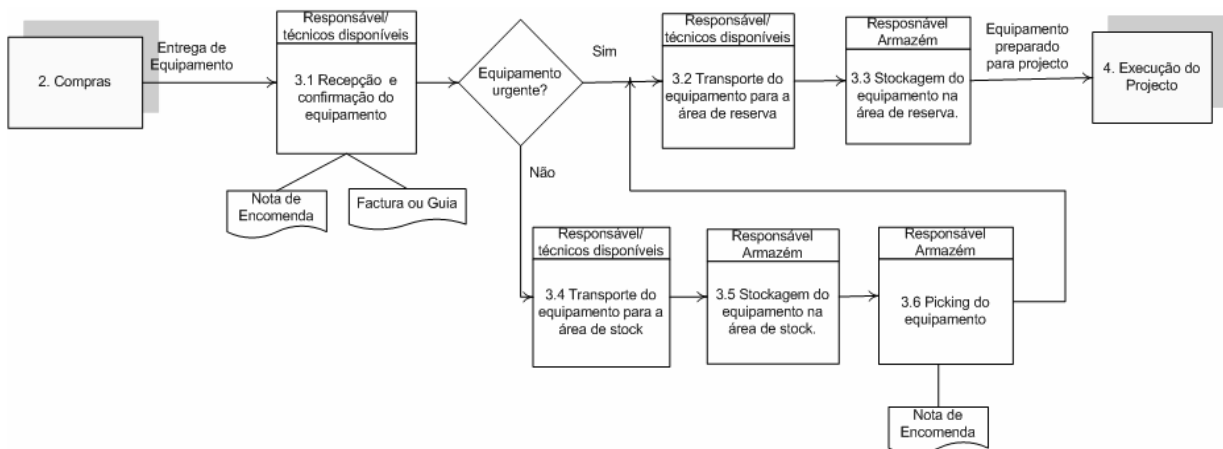 2. Compras
Entrega de
Equipamento
Responsável/
técnicos disponíveis
3.1 Recepção e
confirmação do
equipamento
Nota de
Encomenda
Factura ou Guia
Equipamento
urgente?
Sim
Não
Responsável/
técnicos disponíveis
3.2 Transporte do
equipamento para a
área de reserva
Resposnável
Armazém
3.3 Stockagem do
equipamento na
área de reserva.
Equipamento
preparado
para projecto
4. Execução do
Projecto
Responsável/
técnicos disponíveis
3.4 Transporte do
equipamento para a
área de stock
Responsável
Armazém
3.5 Stockagem do
equipamento na
área de stock.
Responsável
Armazém
3.6 Picking do
equipamento
Nota de
Encomenda